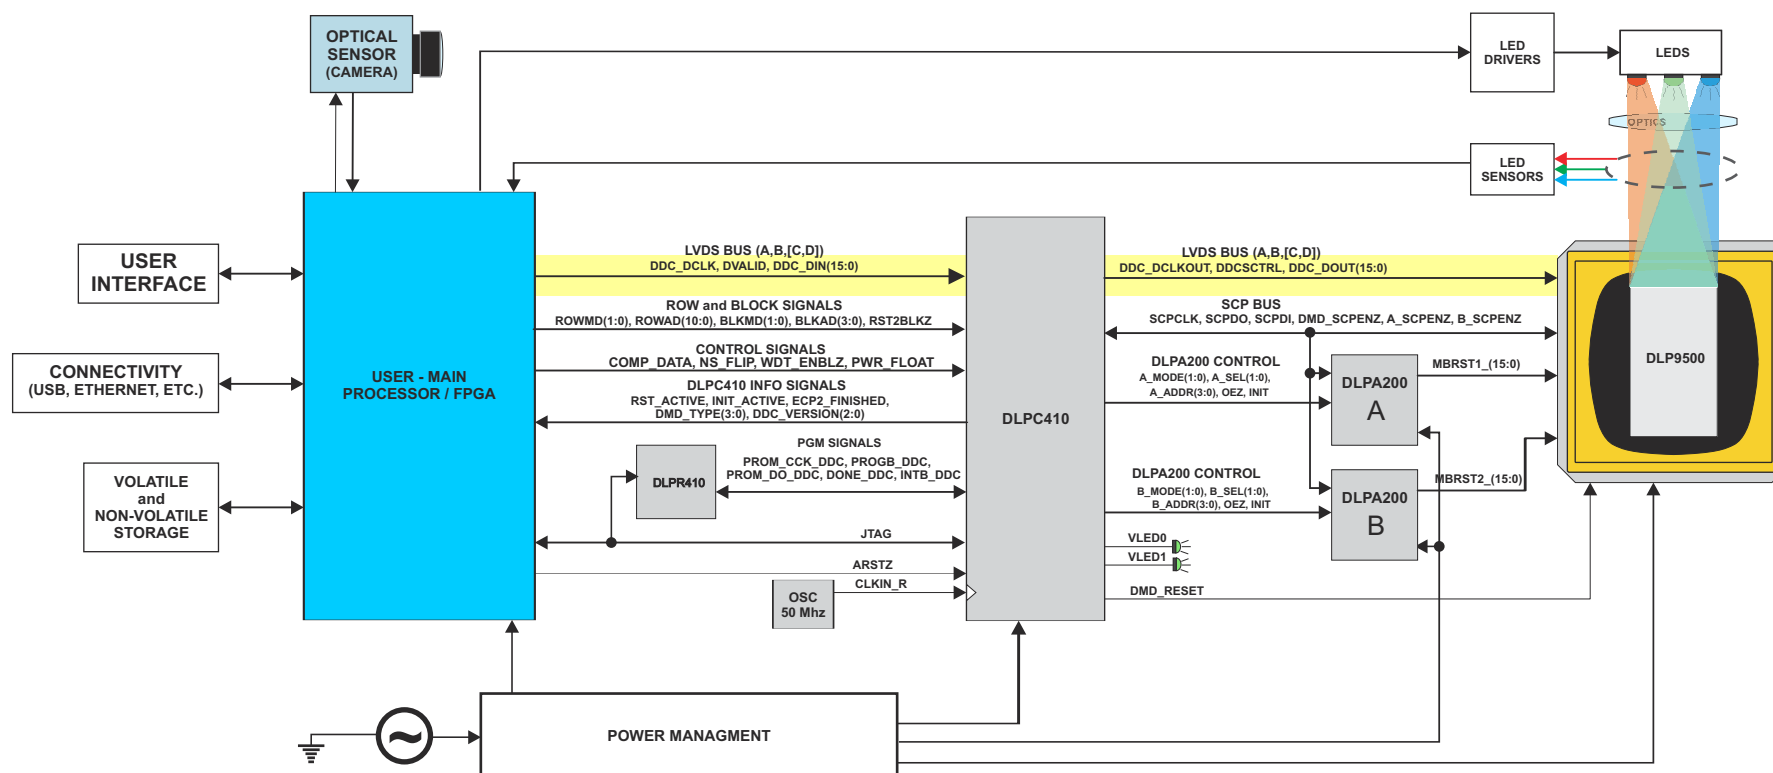 OPTICAL
SENSOR
(CAMERA)
LED
DRIVERS
LEDS
OPTICS
LED
SENSORS
USER
INTERFACE
CONNECTIVITY
(USB, ETHERNET, ETC.)
VOLATILE
and
NON-VOLATILE
STORAGE
USER - MAIN
PROCESSOR / FPGA
LVDS BUS (A,B,[C,D])
DDC_DCLK, DVALID, DDC_DIN(15:0)
ROW and BLOCK SIGNALS
ROWMD(1:0), ROWAD(10:0), BLKMD(1:0), BLKAD(3:0), RST2BLKZ
CONTROL SIGNALS
COMP_DATA, NS_FLIP, WDT_ENBLZ, PWR_FLOAT
DLPC410 INFO SIGNALS
RST_ACTIVE, INIT_ACTIVE, ECP2_FINISHED,
DMD_TYPE(3:0), DDC_VERSION(2:0)
PGM SIGNALS
PROM_CCK_DDC, PROGB_DDC,
PROM_DO_DDC, DONE_DDC, INTB_DDC
DLPR410
JTAG
ARSTZ
CLKIN_R
OSC
50 Mhz
DLPC410
LVDS BUS (A,B,[C,D])
DDC_DCLKOUT, DDCSCTRL, DDC_DOUT(15:0)
SCP BUS
SCPCLK, SCPDO, SCPDI, DMD_SCPENZ, A_SCPENZ, B_SCPENZ
DLPA200 CONTROL
A_MODE(1:0), A_SEL(1:0),
A_ADDR(3:0), OEZ, INIT
DLPA200
A
MBRST1_(15:0)
DLPA200 CONTROL
B_MODE(1:0), B_SEL(1:0),
B_ADDR(3:0), OEZ, INIT
DLPA200
B
MBRST2_(15:0)
VLED0
VLED1
DMD_RESET
DLP9500
POWER MANAGMENT